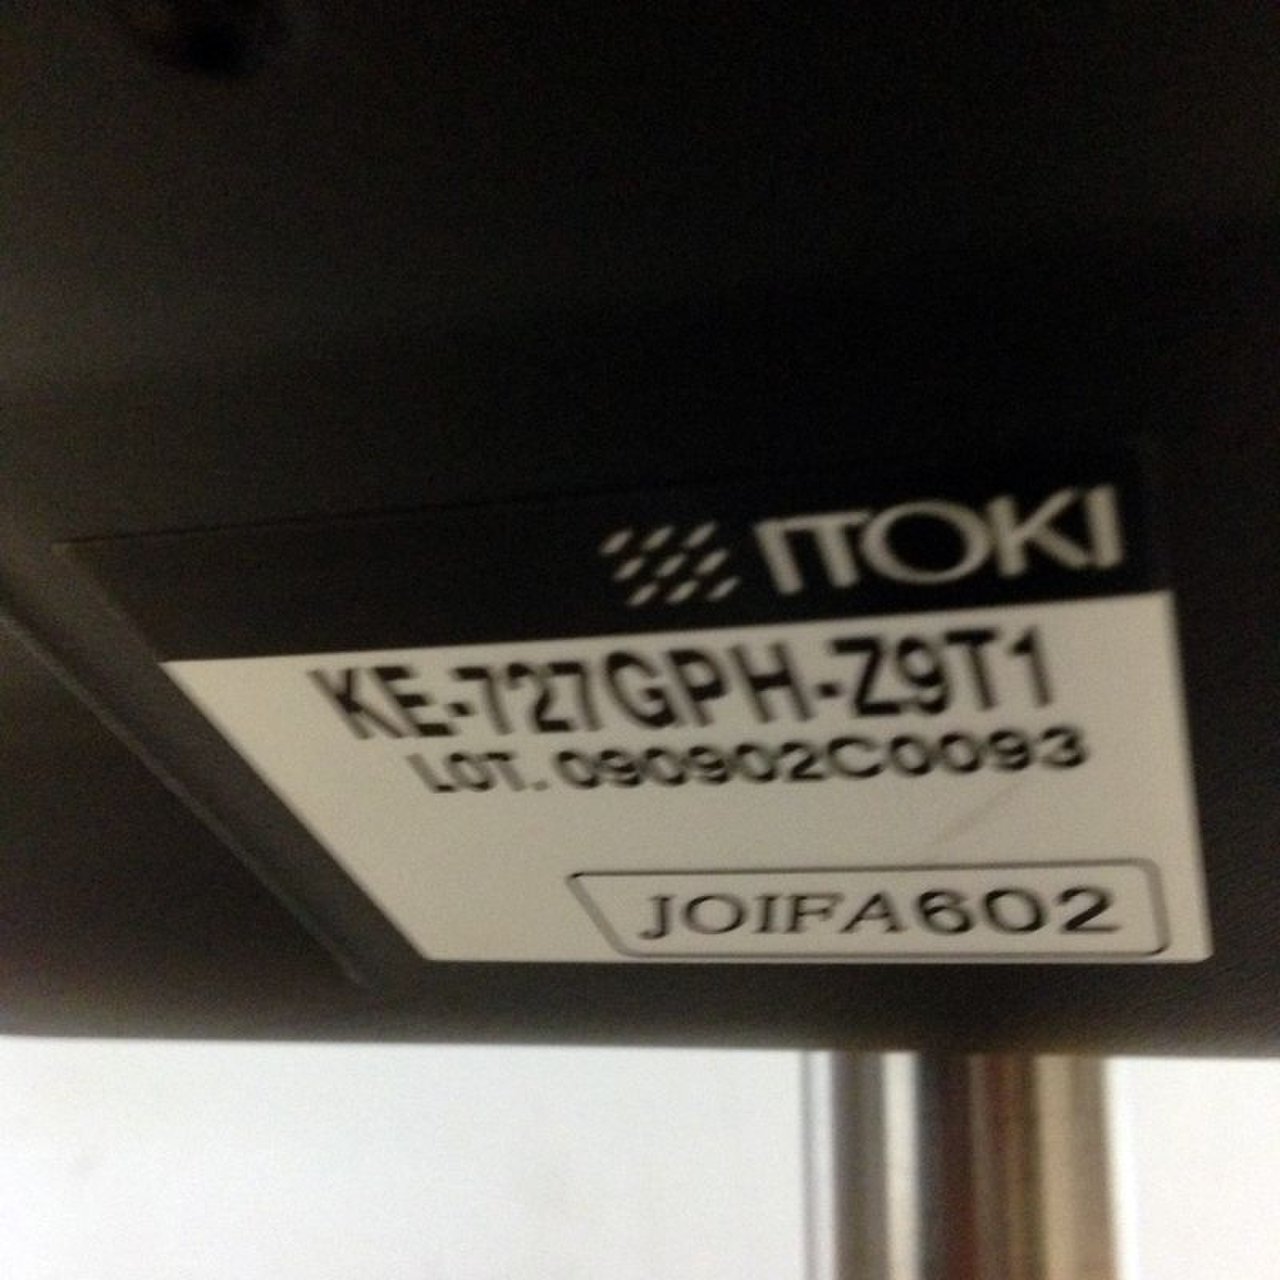 ITOKI
KE-727GPH-Z9T1
LOT. 090902C0093
JOIFA602